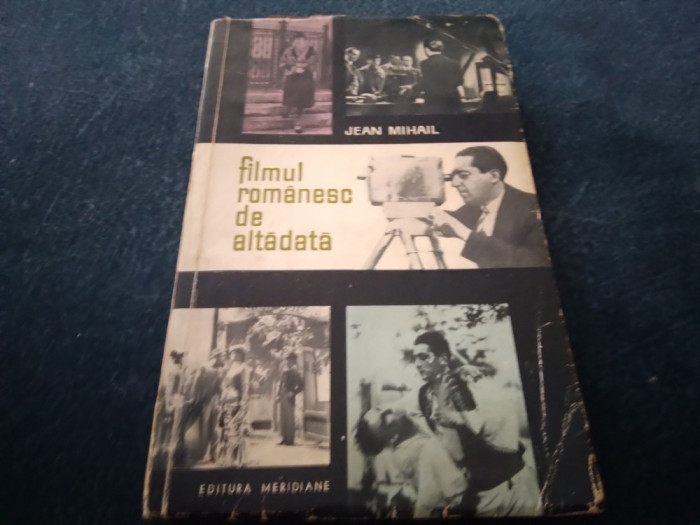 JEAN MIHAIL
filmul
românesc
de
altădată
EDITURA MERIDIANE